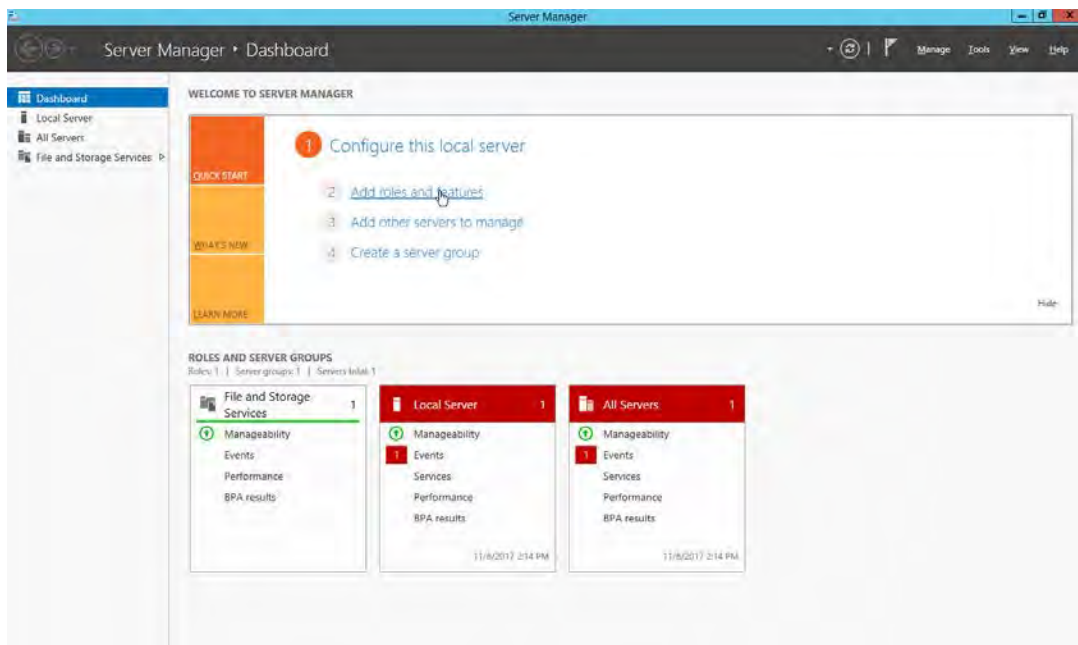 Server Manager
Server Manager • Dashboard
Manage Tools View Help
Dashboard
Local Server
All Servers
File and Storage Services
WELCOME TO SERVER MANAGER
QUICK START
WHAT'S NEW
LEARN MORE
1 Configure this local server
2 Add roles and features
3 Add other servers to manage
4 Create a server group
Hide
ROLES AND SERVER GROUPS
Roles: 1 | Server groups: 1 | Servers total: 1
File and Storage Services 1
Manageability
Events
Performance
BPA results
Local Server 1
Manageability
1 Events
Services
Performance
BPA results
11/6/2017 2:14 PM
All Servers 1
Manageability
1 Events
Services
Performance
BPA results
11/6/2017 2:14 PM